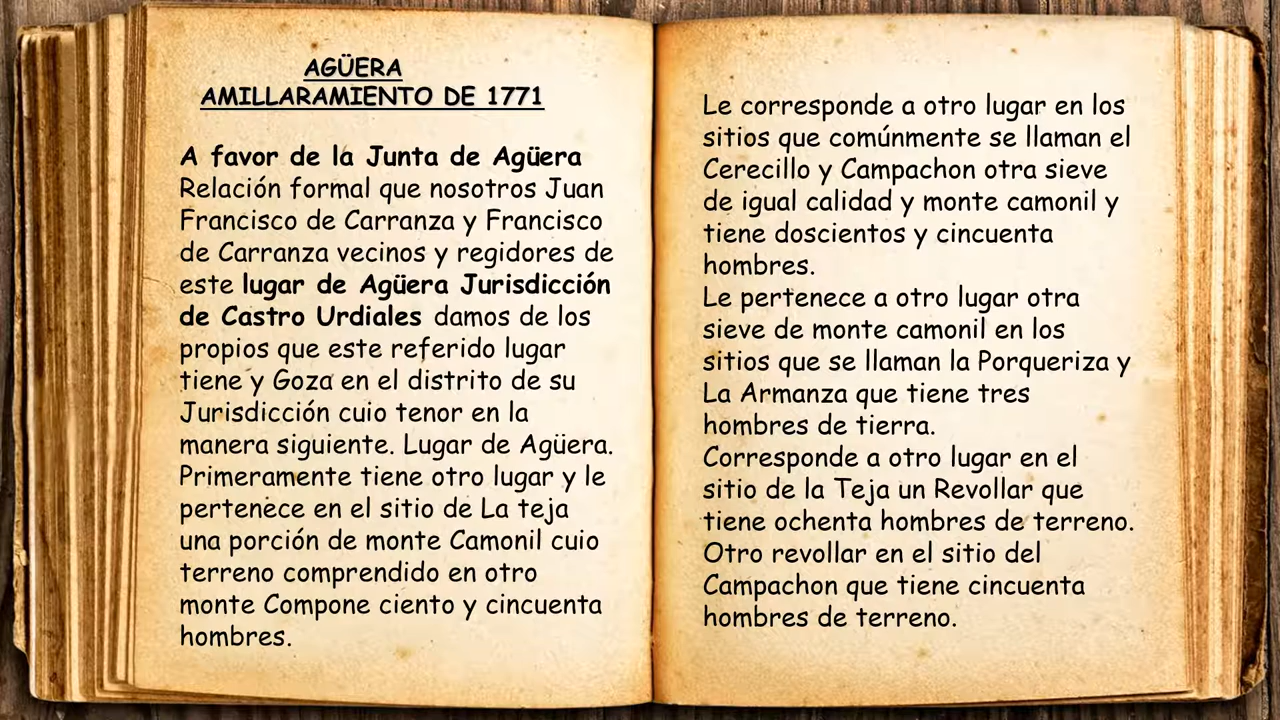 AGÜERA
AMILLARAMIENTO DE 1771
A favor de la Junta de Agüera
Relación formal que nosotros Juan
Francisco de Carranza y Francisco
de Carranza vecinos y regidores de
este lugar de Agüera Jurisdicción
de Castro Urdiales damos de los
propios que este referido lugar
tiene y Goza en el distrito de su
Jurisdicción cuio tenor en la
manera siguiente. Lugar de Agüera.
Primeramente tiene otro lugar y le
pertenece en el sitio de La teja
una porción de monte Camonil cuio
terreno comprendido en otro
monte Compone ciento y cincuenta
hombres.
Le corresponde a otro lugar en los
sitios que comúnmente se llaman el
Cerecillo y Campachon otra sieve
de igual calidad y monte camonil y
tiene doscientos y cincuenta
hombres.
Le pertenece a otro lugar otra
sieve de monte camonil en los
sitios que se llaman la Porqueriza y
La Armanza que tiene tres
hombres de tierra.
Corresponde a otro lugar en el
sitio de la Teja un Revollar que
tiene ochenta hombres de terreno.
Otro revollar en el sitio del
Campachon que tiene cincuenta
hombres de terreno.